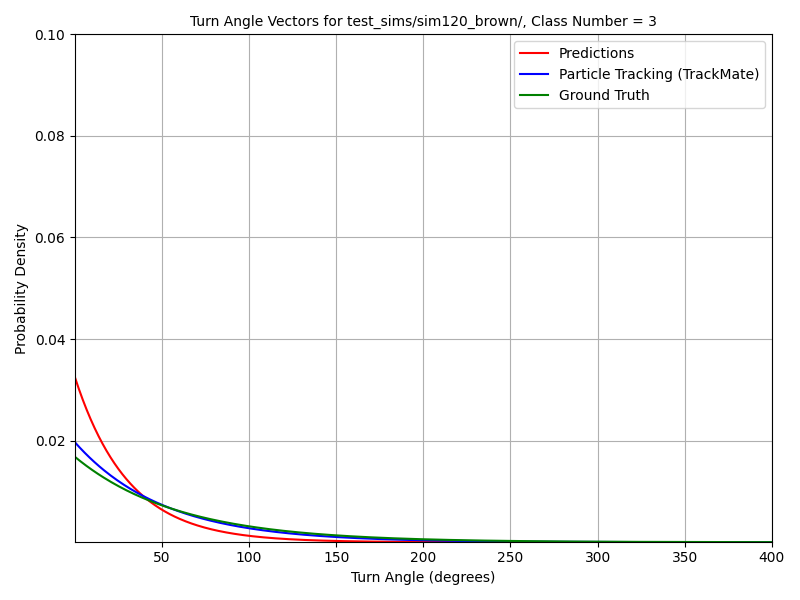 Turn Angle Vectors for test_sims/sim120_brown/, Class Number = 3
0.10
0.08
0.06
0.04
0.02
Probability Density
Predictions
Particle Tracking (TrackMate)
Ground Truth
50 100 150 200 250 300 350 400
Turn Angle (degrees)